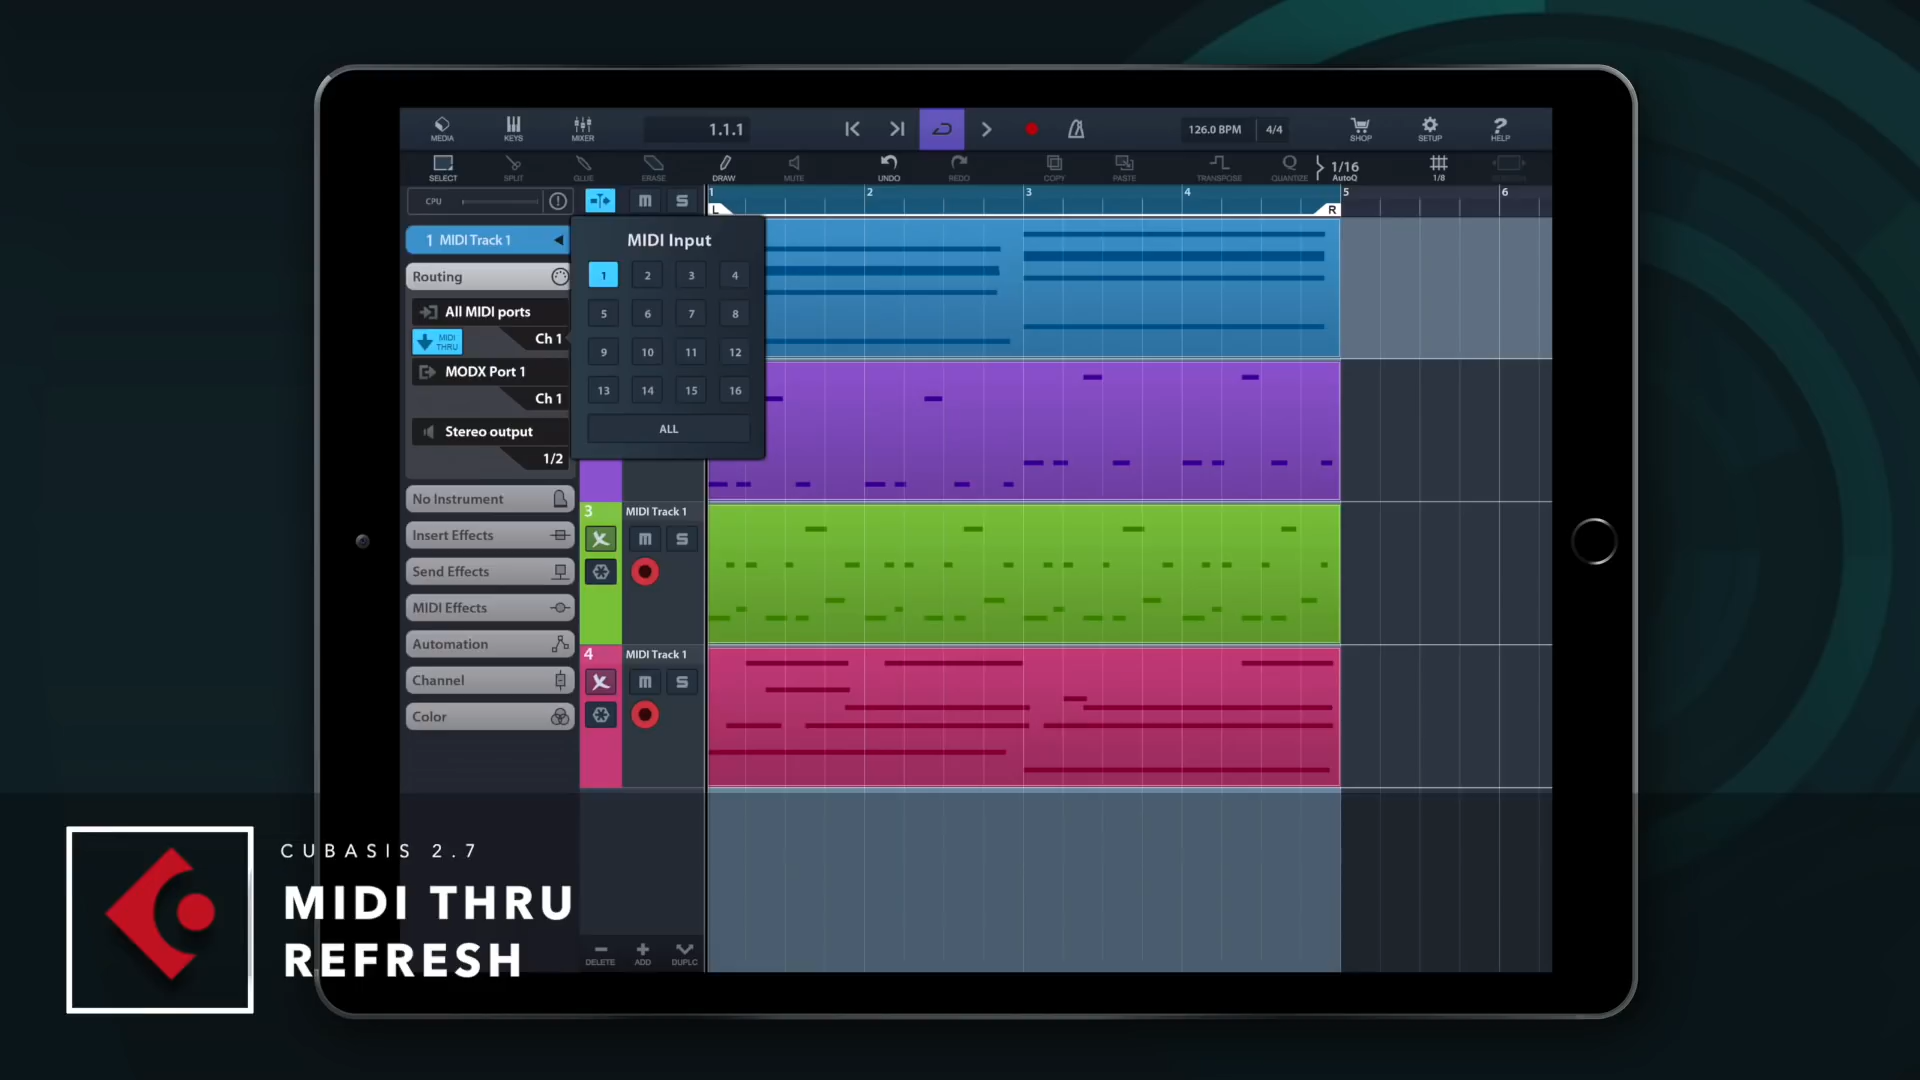 MEDIA
KEYS
MIXER
1.1.1
126.0 BPM
4/4
SHOP
SETUP
? HELP
SELECT
SPLIT
GLUE
ERASE
DRAW
MUTE
UNDO
REDO
COPY
PASTE
TRANSPOSE
Q QUANTIZE
1/16
AutoQ
1/8
CPU
M S
1 2 3 4 5 6
L R
1 MIDI Track 1
Routing
All MIDI ports
MIDI THRU
Ch 1
MODX Port 1
Ch 1
Stereo output
1/2
No Instrument
Insert Effects
Send Effects
MIDI Effects
Automation
Channel
Color
MIDI Input
1 2 3 4
5 6 7 8
9 10 11 12
13 14 15 16
ALL
3 MIDI Track 1
M S
4 MIDI Track 1
M S
DELETE
ADD
DUPLC
CUBASIS 2.7
MIDI THRU
REFRESH